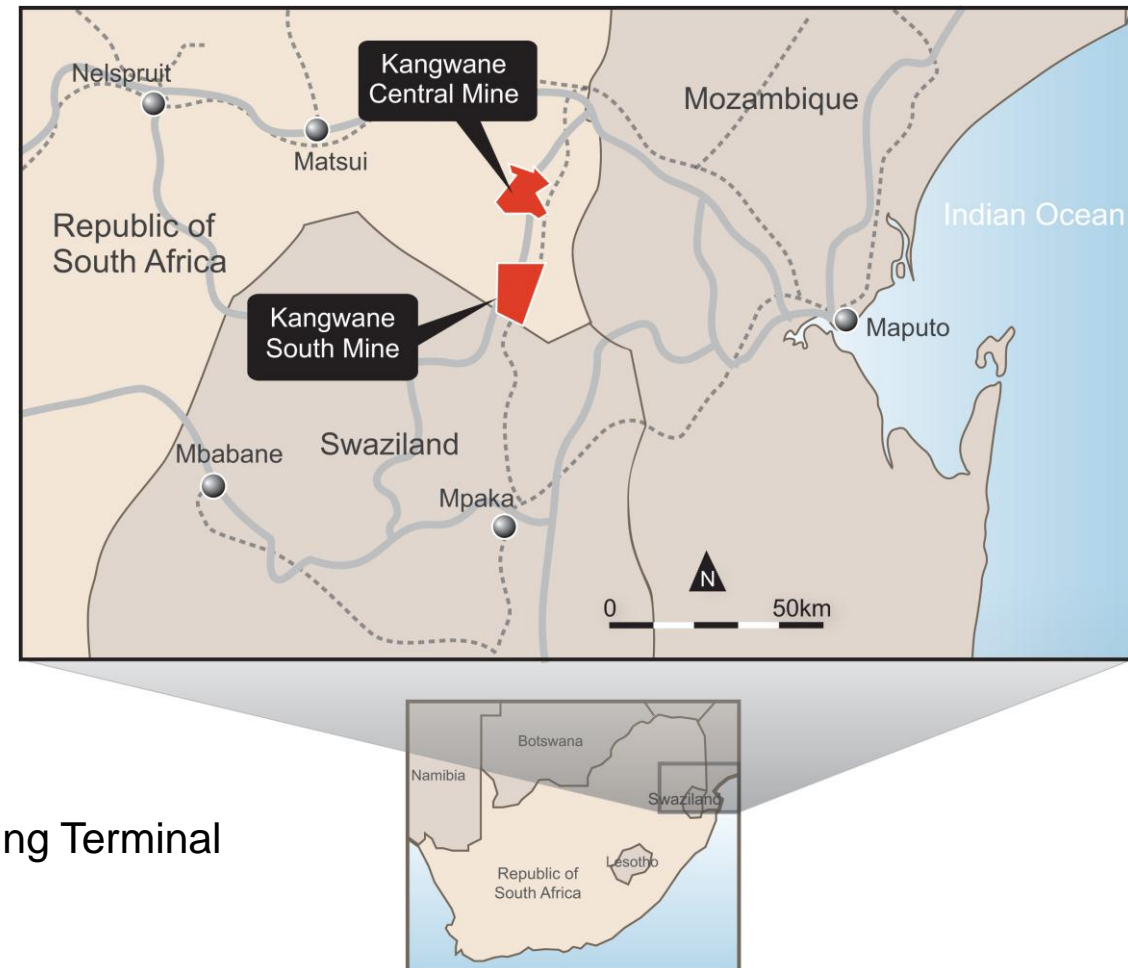 Nelspruit
Kangwane
Central Mine
Mozambique
Matsui
Republic of
South Africa
Indian Ocean
Kangwane
South Mine
Maputo
Mbabane
Swaziland
Mpaka
N
0 50km
Botswana
Namibia
Swaziland
ng Terminal
Lesotho
Republic of
South Africa